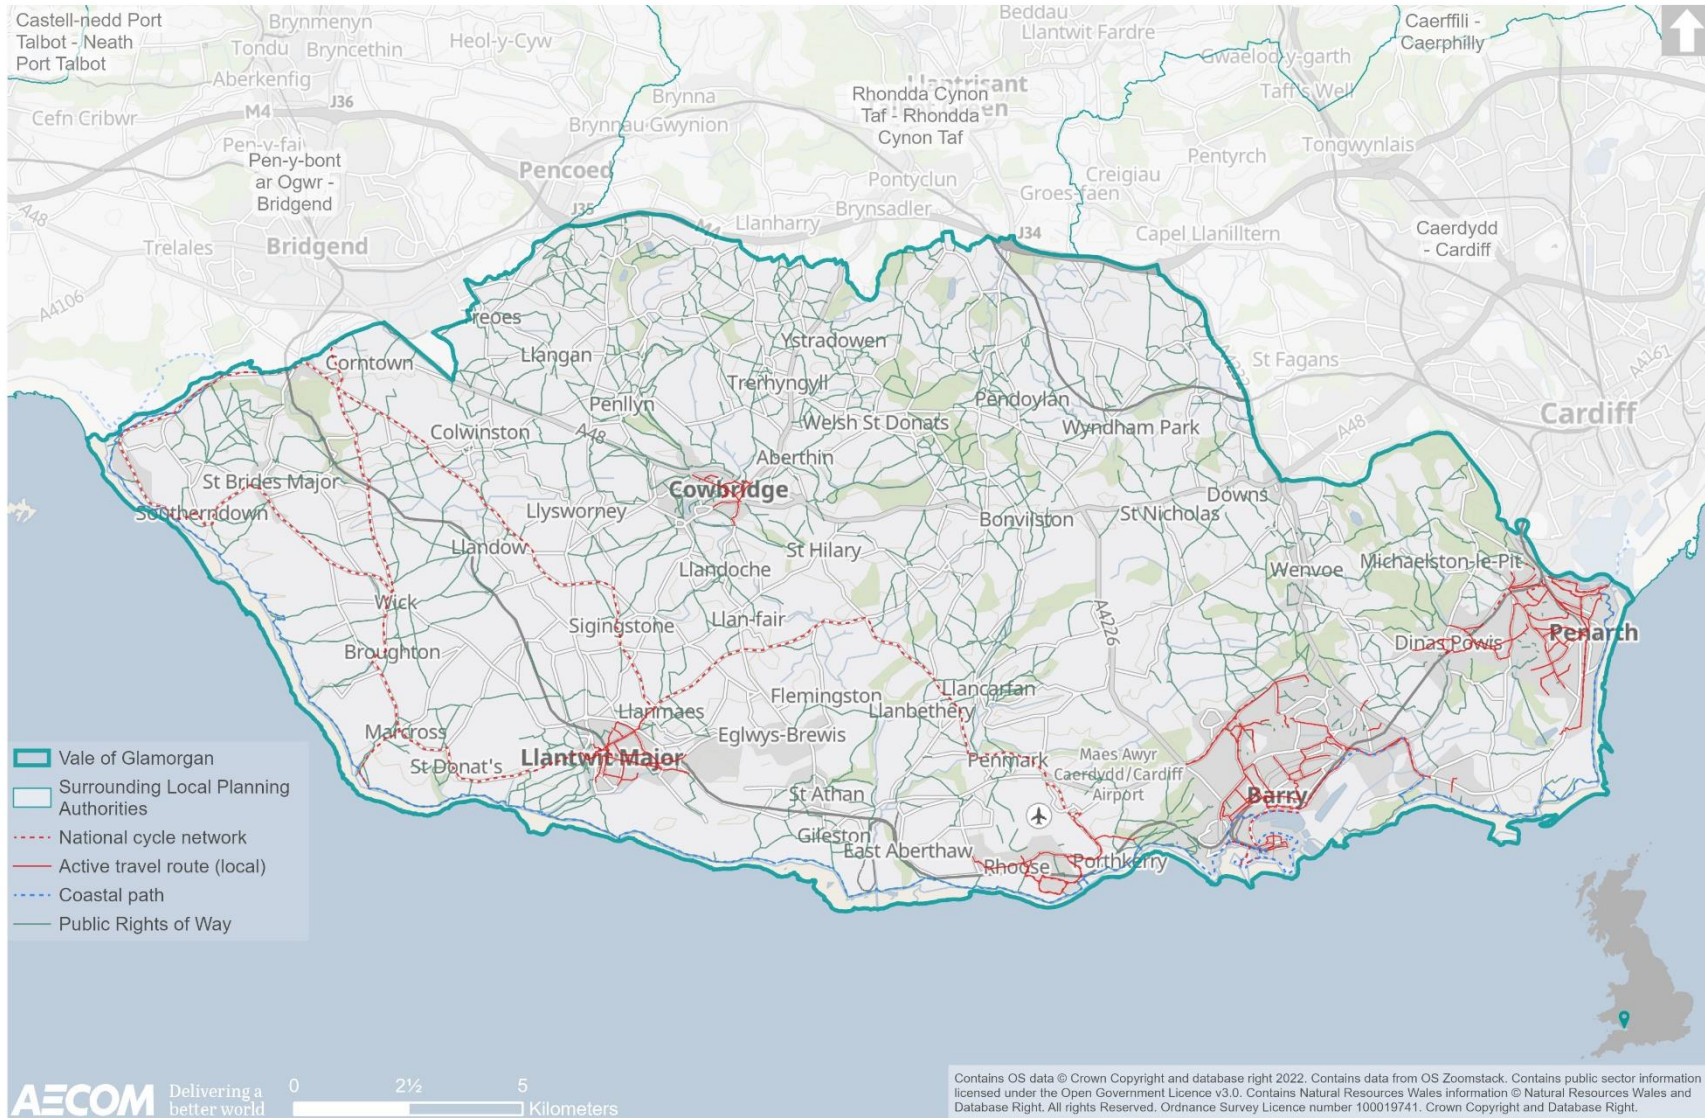 Castell-nedd Port
Talbot - Neath
Port Talbot
Brynmenyn
Tondu
Bryncethin
Heol-y-Cyw
Aberkenfig
Beddau
Llantwit Fardre
Caerffili -
Caerphilly
Gwaelod-y-garth
Taff's Well
Llantrisant
Rhondda Cynon
Taf - Rhondda
Cynon Taf
Brynna
Brynnau Gwynion
J36
M4
Cefn Cribwr
Pen-y-fai
Pen-y-bont
ar Ogwr -
Bridgend
Pencoed
Pentyrch
Tongwynlais
Creigiau
Pontyclun
Groes-faen
Brynsadler
Llanharry
A48
J35
M4
J34
Capel Llanilltern
Caerdydd
- Cardiff
Trelales
Bridgend
A4106
Treoes
Corntown
Llangan
Ystradowen
A4232
St Fagans
A161
Trerhyngyll
Penllyn
Pendoylan
Cardiff
A48
Colwinston
A48
Welsh St Donats
Wyndham Park
Aberthin
St Brides Major
Cowbridge
Downs
Southerndown
Llysworney
Bonvilston
St Nicholas
Llandow
St Hilary
Michaelston-le-Pit
Llandoche
Wenvoe
Wick
Llan-fair
A4226
Sigingstone
Penarth
Dinas Powis
Broughton
Flemingston
Llancarfan
Llanmaes
Llanbethery
Marcross
Eglwys-Brewis
St Donat's
Llantwit Major
Penmark
Maes Awyr
Caerdydd/Cardiff
Airport
St Athan
Barry
Gileston
East Aberthaw
Rhoose
Porthkerry
Vale of Glamorgan
Surrounding Local Planning
Authorities
National cycle network
Active travel route (local)
Coastal path
Public Rights of Way
AECOM
Delivering a
better world
0 2½ 5
Kilometers
Contains OS data © Crown Copyright and database right 2022. Contains data from OS Zoomstack. Contains public sector information
licensed under the Open Government Licence v3.0. Contains Natural Resources Wales information © Natural Resources Wales and
Database Right. All rights Reserved. Ordnance Survey Licence number 100019741. Crown Copyright and Database Right.